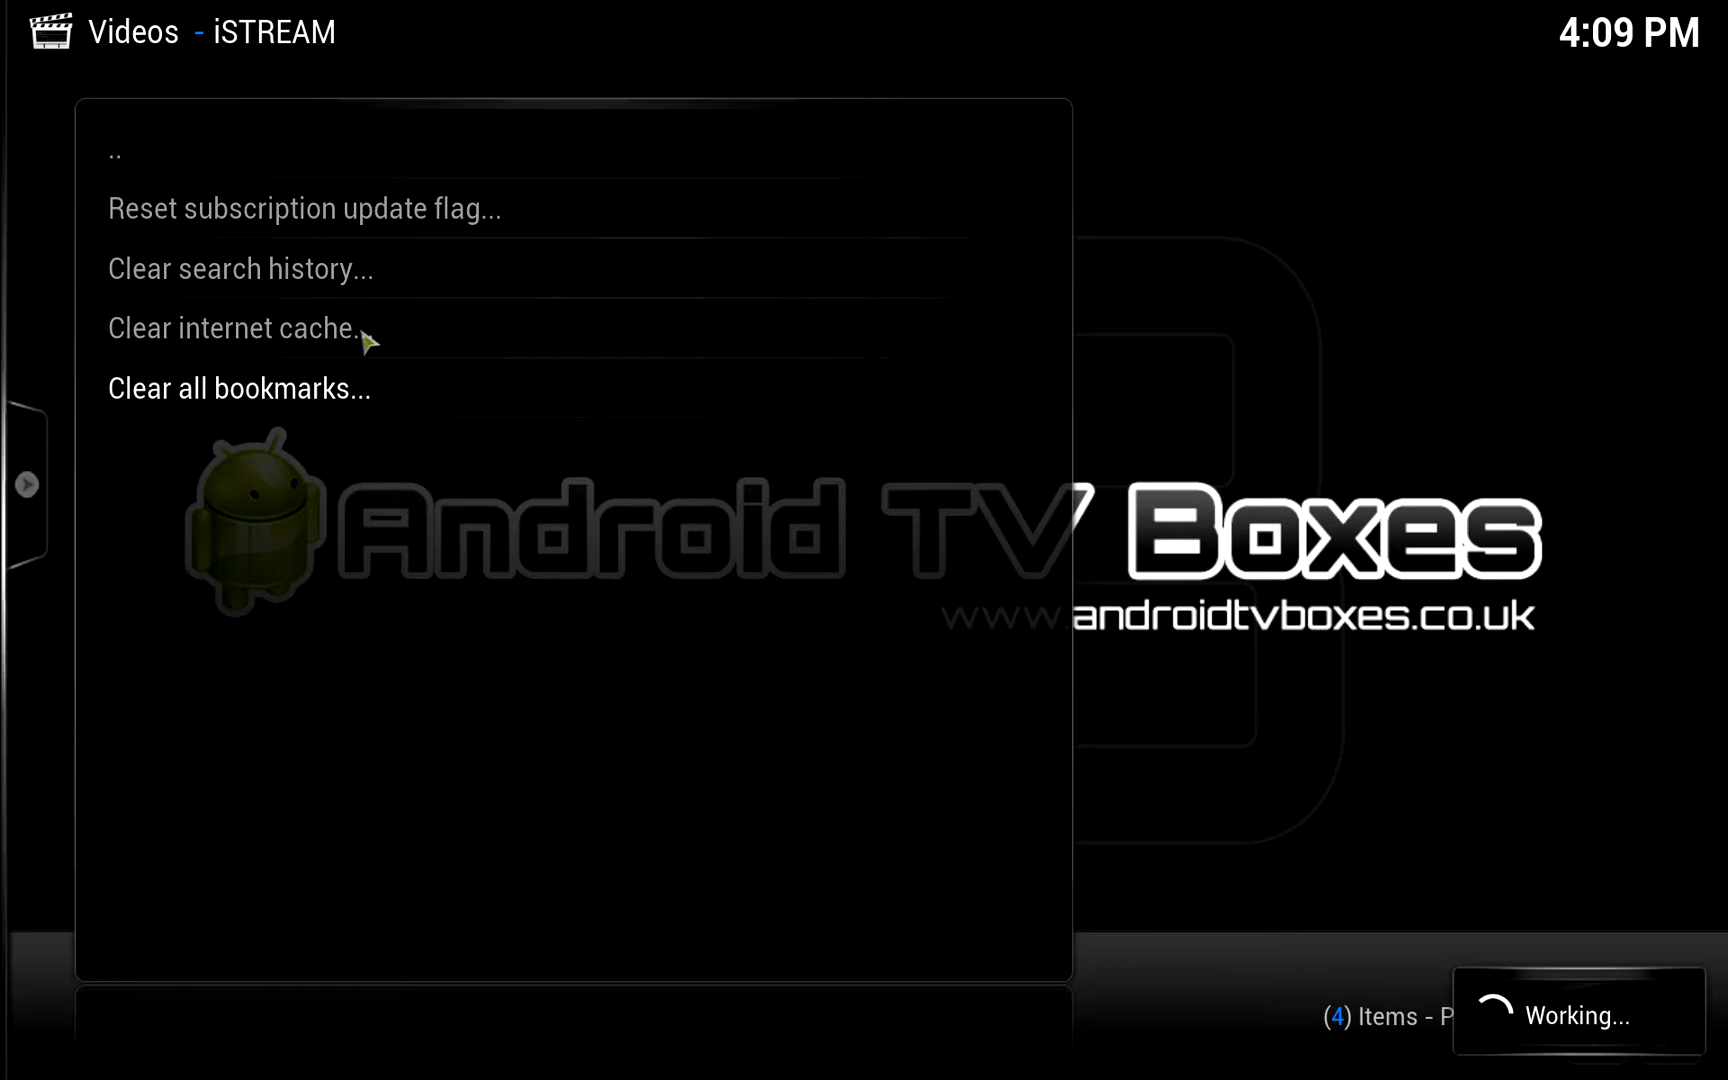 Videos - iSTREAM
4:09 PM
..
Reset subscription update flag...
Clear search history...
Clear internet cache..
Clear all bookmarks...
Android TV Boxes
www.androidtvboxes.co.uk
(4) Items - P
Working...